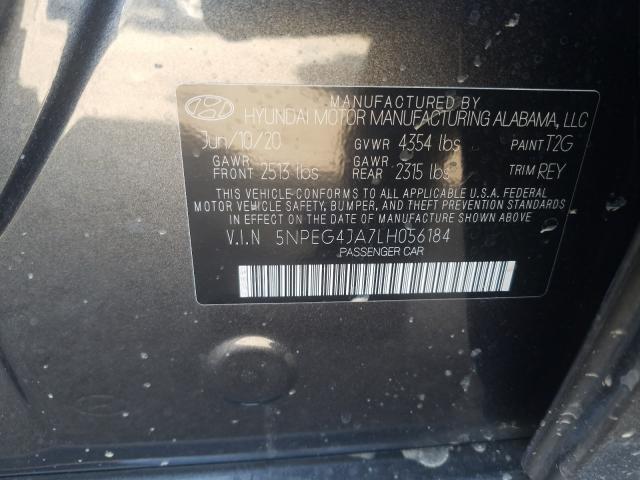 MANUFACTURED BY
HYUNDAI MOTOR MANUFACTURING ALABAMA, LLC
Jun/10/20 GVWR 4354 lbs PAINT T2G
GAWR FRONT 2513 lbs GAWR REAR 2315 lbs TRIM REY
THIS VEHICLE CONFORMS TO ALL APPLICABLE U.S.A. FEDERAL
MOTOR VEHICLE SAFETY, BUMPER, AND THEFT PREVENTION STANDARDS
IN EFFECT ON THE DATE OF MANUFACTURE SHOWN ABOVE.
V.I.N 5NPEG4JA7LH056184
PASSENGER CAR